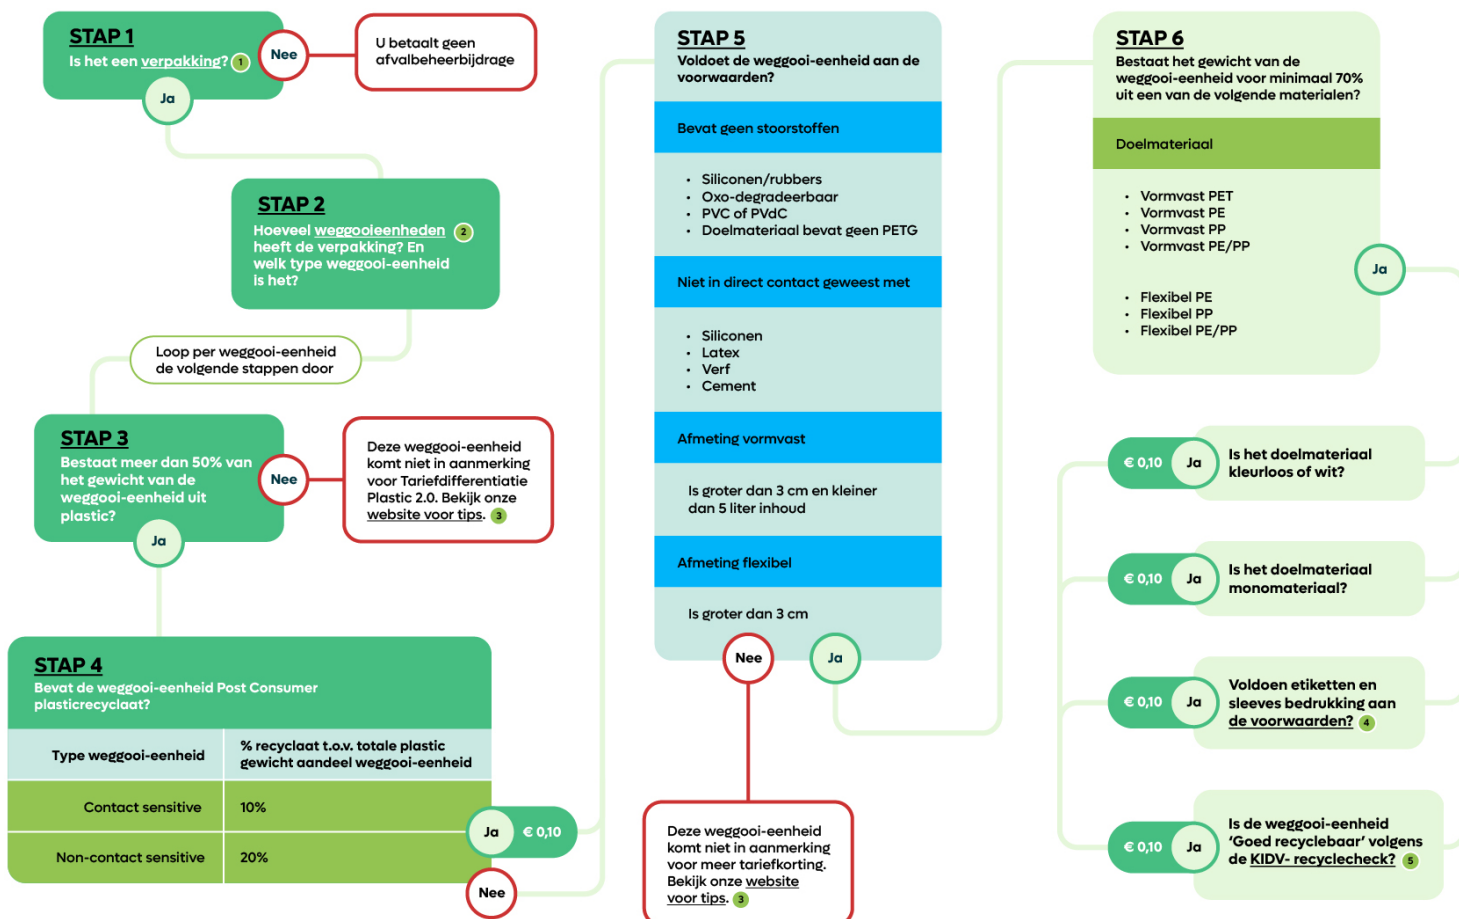 STAP 1
Is het een verpakking? 1
Nee
U betaalt geen
afvalbeheerbijdrage
Ja
STAP 2
Hoeveel weggooieenheden 2
heeft de verpakking? En
welk type weggooi-eenheid
is het?
Loop per weggooi-eenheid
de volgende stappen door
STAP 3
Bestaat meer dan 50% van
het gewicht van de
weggooi-eenheid uit
plastic?
Nee
Deze weggooi-eenheid
komt niet in aanmerking
voor Tariefdifferentiatie
Plastic 2.0. Bekijk onze
website voor tips. 3
Ja
STAP 4
Bevat de weggooi-eenheid Post Consumer
plasticrecyclaat?
Type weggooi-eenheid
% recyclaat t.o.v. totale plastic
gewicht aandeel weggooi-eenheid
Contact sensitive 10%
Non-contact sensitive 20%
Ja € 0,10
Nee
STAP 5
Voldoet de weggooi-eenheid aan de
voorwaarden?
Bevat geen stoorstoffen
• Siliconen/rubbers
• Oxo-degradeerbaar
• PVC of PVdC
• Doelmateriaal bevat geen PETG
Niet in direct contact geweest met
• Siliconen
• Latex
• Verf
• Cement
Afmeting vormvast
Is groter dan 3 cm en kleiner
dan 5 liter inhoud
Afmeting flexibel
Is groter dan 3 cm
Nee
Ja
Deze weggooi-eenheid
komt niet in aanmerking
voor meer tariefkorting.
Bekijk onze website
voor tips. 3
STAP 6
Bestaat het gewicht van de
weggooi-eenheid voor minimaal 70%
uit een van de volgende materialen?
Doelmateriaal
• Vormvast PET
• Vormvast PE
• Vormvast PP
• Vormvast PE/PP
• Flexibel PE
• Flexibel PP
• Flexibel PE/PP
Ja
€ 0,10 Ja
Is het doelmateriaal
kleurloos of wit?
€ 0,10 Ja
Is het doelmateriaal
monomateriaal?
€ 0,10 Ja
Voldoen etiketten en
sleeves bedrukking aan
de voorwaarden? 4
€ 0,10 Ja
Is de weggooi-eenheid
‘Goed recyclebaar’ volgens
de KIDV- recyclecheck? 5